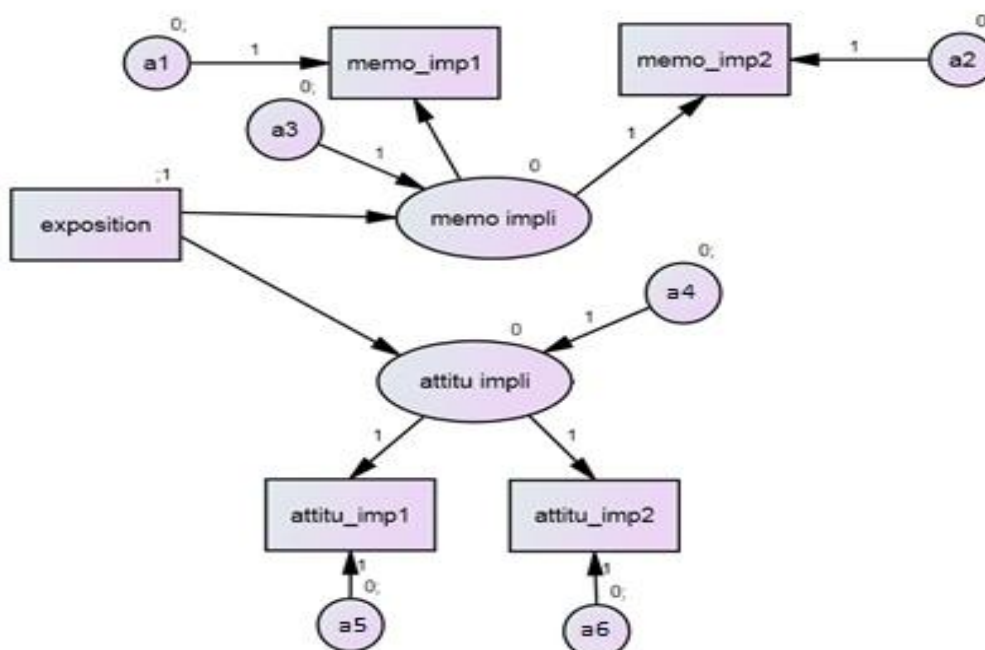 0;
0
a1
1
memo_imp1
memo_imp2
1
a2
0;
a3
1
1
0
;1
exposition
memo impli
0;
a4
1
0
attitu impli
1
1
attitu_imp1
attitu_imp2
1
1
0;
0;
a5
a6